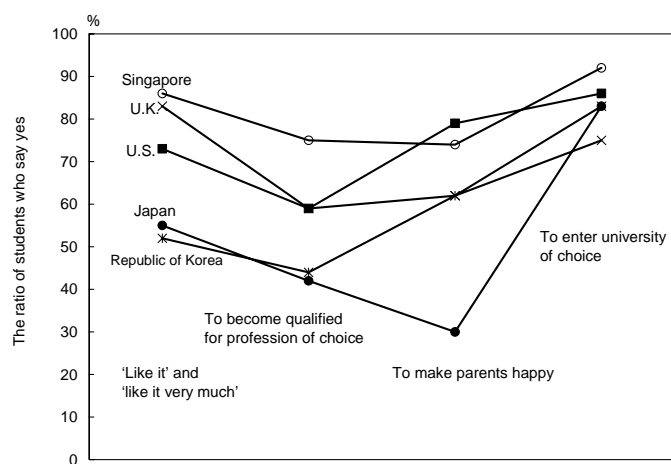 %
The ratio of students who say yes
100
90
80
70
60
50
40
30
20
10
0
Singapore
U.K.
U.S.
Japan
Republic of Korea
To enter university
of choice
To become qualified
for profession of choice
‘Like it’ and
‘like it very much’
To make parents happy